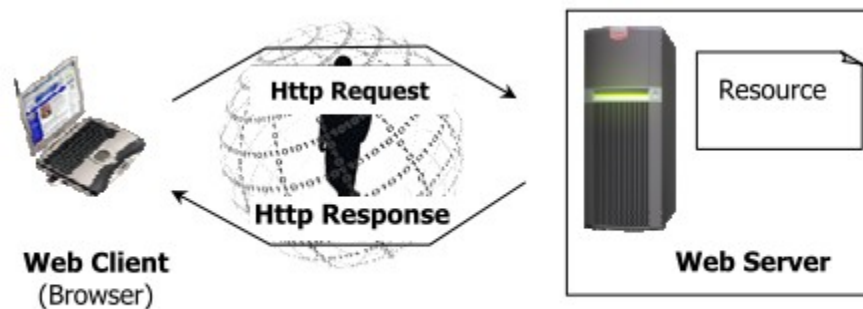 Http Request
Resource
Http Response
Web Client
(Browser)
Web Server